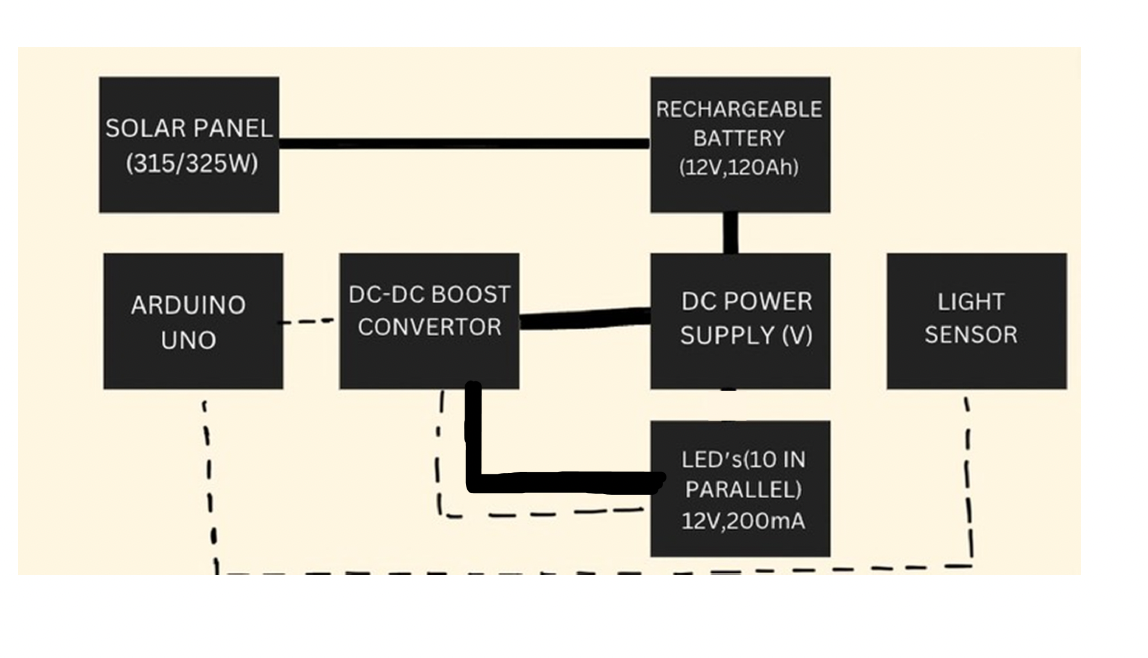 SOLAR PANEL
(315/325W)
RECHARGEABLE
BATTERY
(12V,120Ah)
ARDUINO
UNO
DC-DC BOOST
CONVERTOR
DC POWER
SUPPLY (V)
LIGHT
SENSOR
LED's(10 IN
PARALLEL)
12V,200mA